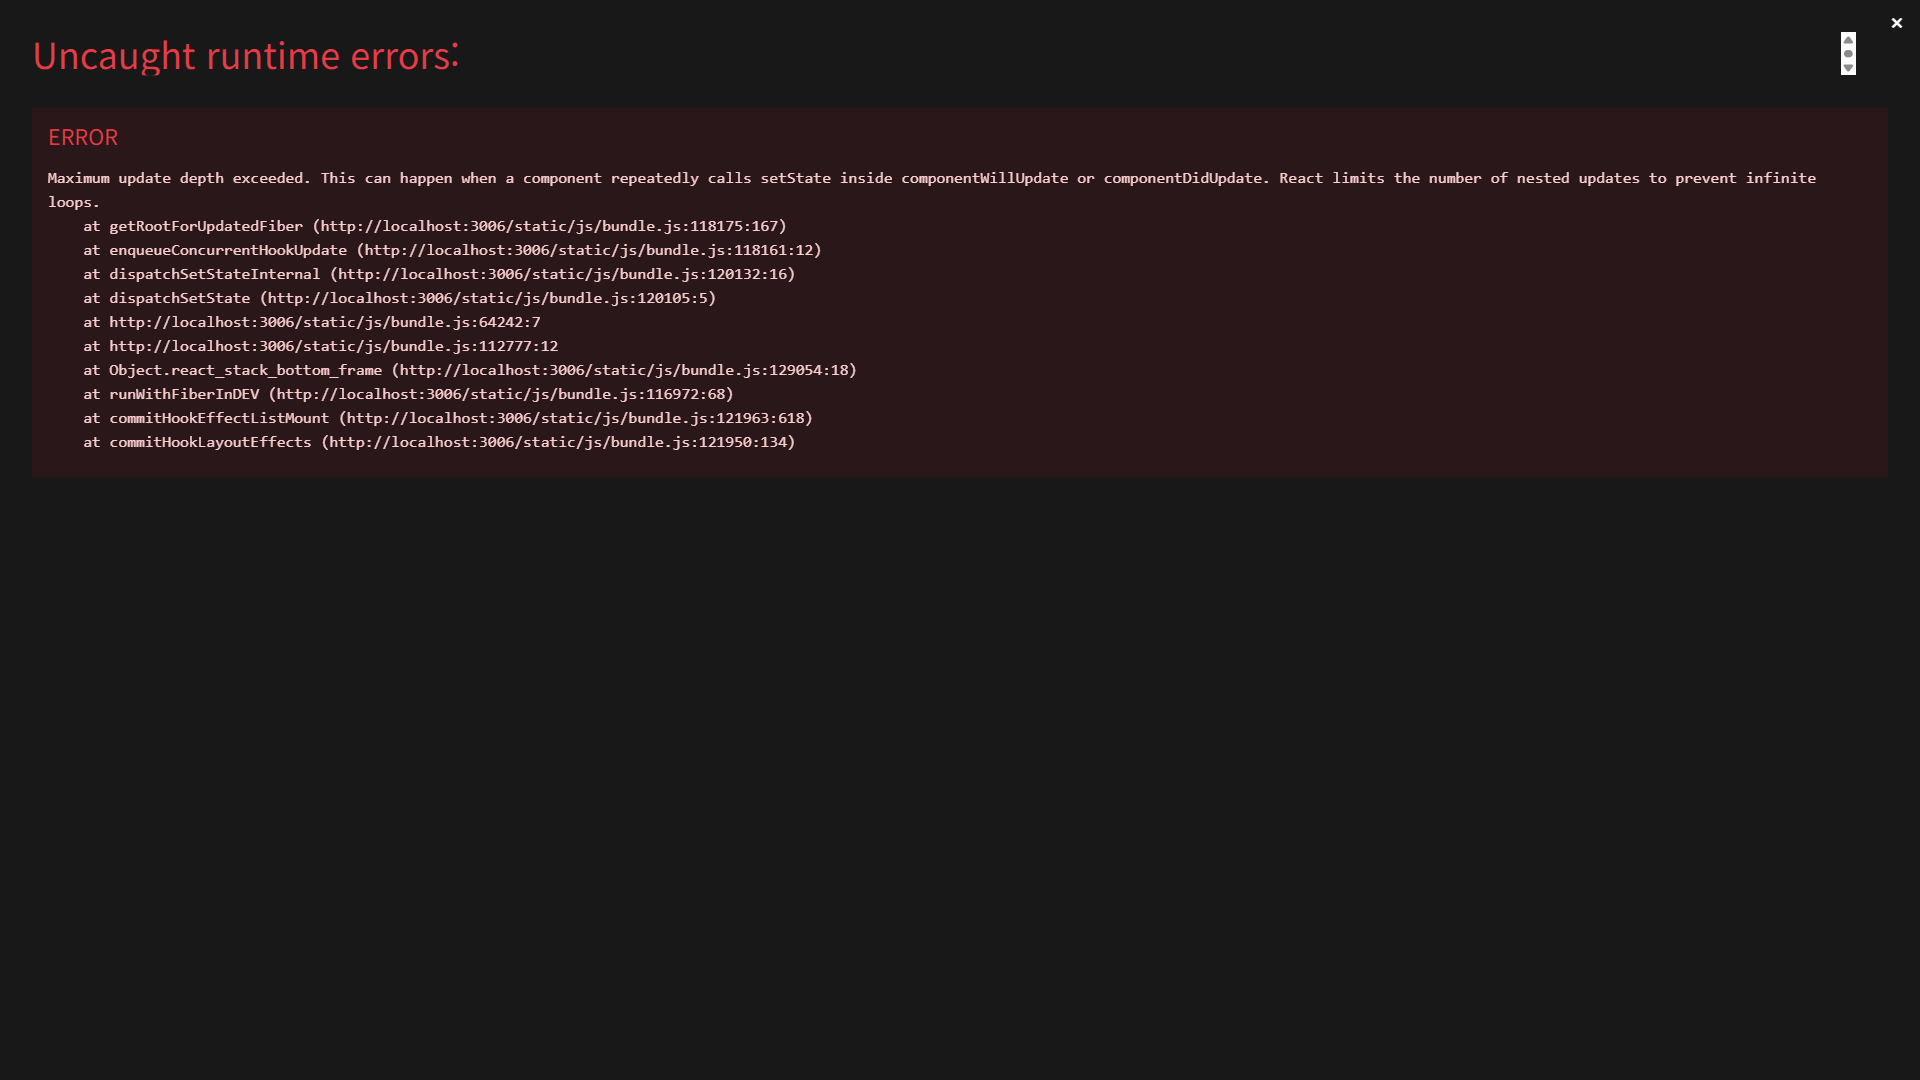 ×
Uncaught runtime errors:
ERROR
Maximum update depth exceeded. This can happen when a component repeatedly calls setState inside componentWillUpdate or componentDidUpdate. React limits the number of nested updates to prevent infinite
loops.
at getRootForUpdatedFiber (http://localhost:3006/static/js/bundle.js:118175:167)
at enqueueConcurrentHookUpdate (http://localhost:3006/static/js/bundle.js:118161:12)
at dispatchSetStateInternal (http://localhost:3006/static/js/bundle.js:120132:16)
at dispatchSetState (http://localhost:3006/static/js/bundle.js:120105:5)
at http://localhost:3006/static/js/bundle.js:64242:7
at http://localhost:3006/static/js/bundle.js:112777:12
at Object.react_stack_bottom_frame (http://localhost:3006/static/js/bundle.js:129054:18)
at runWithFiberInDEV (http://localhost:3006/static/js/bundle.js:116972:68)
at commitHookEffectListMount (http://localhost:3006/static/js/bundle.js:121963:618)
at commitHookLayoutEffects (http://localhost:3006/static/js/bundle.js:121950:134)